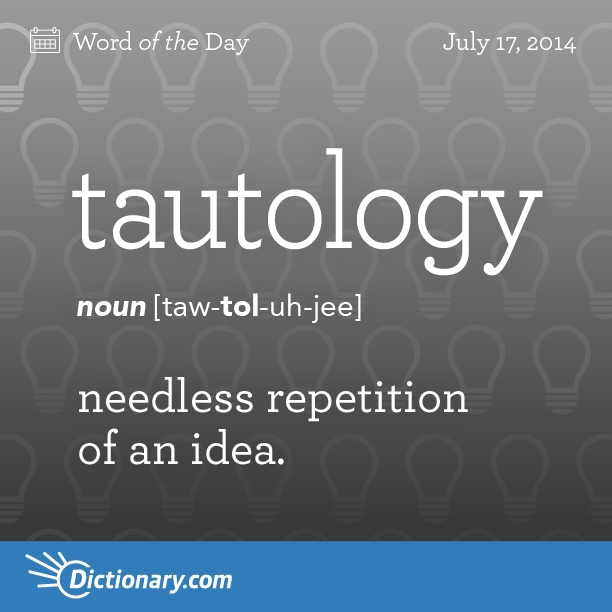 Word of the Day
July 17, 2014
tautology
noun [taw-tol-uh-jee]
needless repetition
of an idea.
Dictionary.com